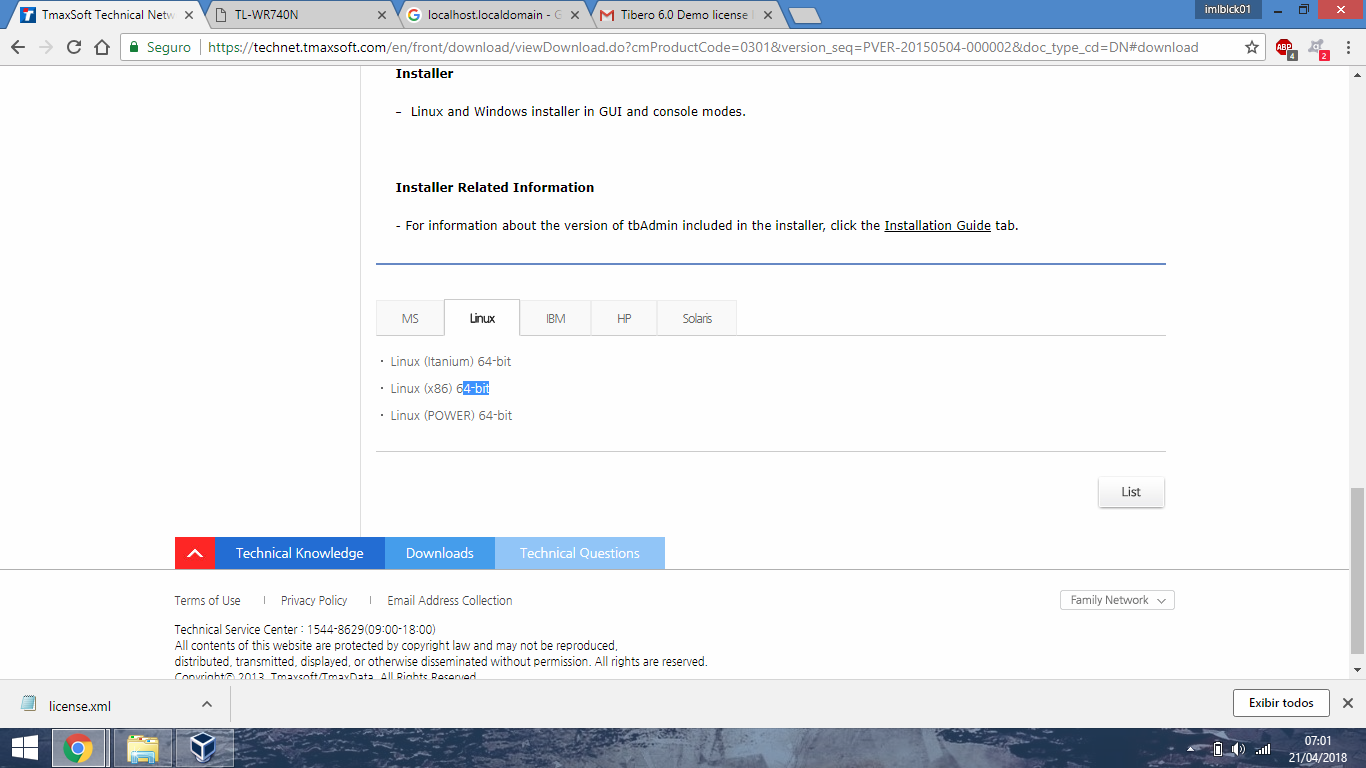 TmaxSoft Technical Netw
TL-WR740N
localhost.localdomain - G
Tibero 6.0 Demo license
imlblck01
Seguro
https://technet.tmaxsoft.com/en/front/download/viewDownload.do?cmProductCode=0301&version_seq=PVER-20150504-000002&doc_type_cd=DN#download
ABP
4
2
Installer
- Linux and Windows installer in GUI and console modes.
Installer Related Information
- For information about the version of tbAdmin included in the installer, click the Installation Guide tab.
MS
Linux
IBM
HP
Solaris
· Linux (Itanium) 64-bit
· Linux (x86) 64-bit
· Linux (POWER) 64-bit
List
Technical Knowledge
Downloads
Technical Questions
Terms of Use | Privacy Policy | Email Address Collection
Family Network
Technical Service Center : 1544-8629(09:00-18:00)
All contents of this website are protected by copyright law and may not be reproduced,
distributed, transmitted, displayed, or otherwise disseminated without permission. All rights are reserved.
Copyright© 2013. Tmaxsoft/TmaxData. All Rights Reserved
license.xml
Exibir todos
07:01
21/04/2018